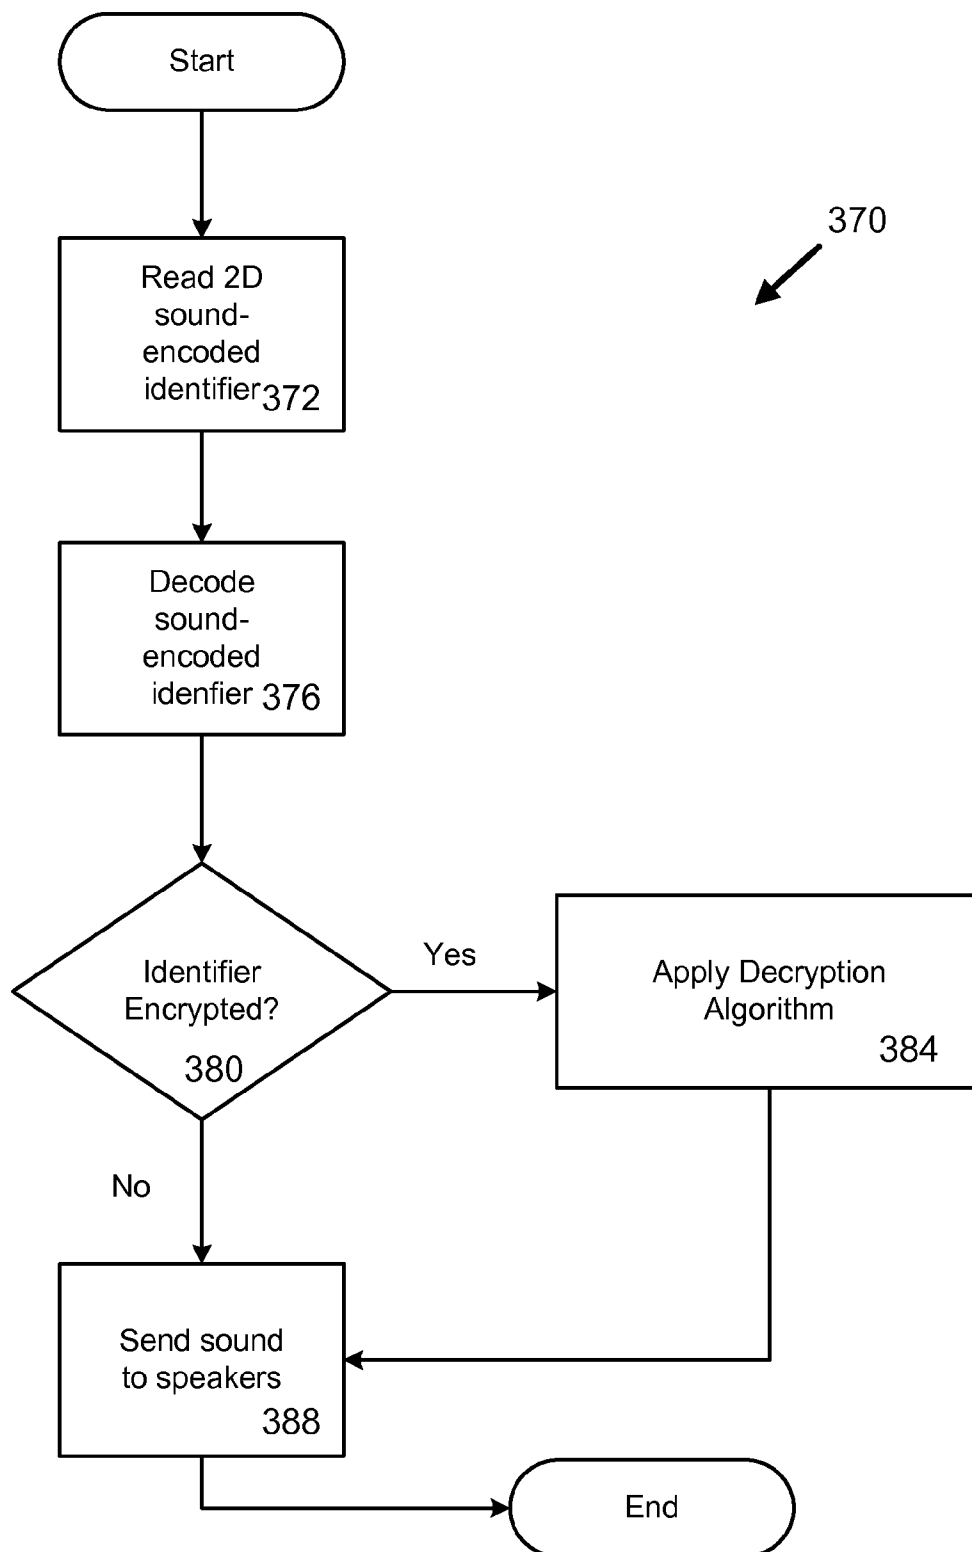 Start
370
Read 2D
sound-
encoded
identifier 372
Decode
sound-
encoded
idenfier 376
Identifier
Encrypted?
380
Yes
Apply Decryption
Algorithm
384
No
Send sound
to speakers
388
End